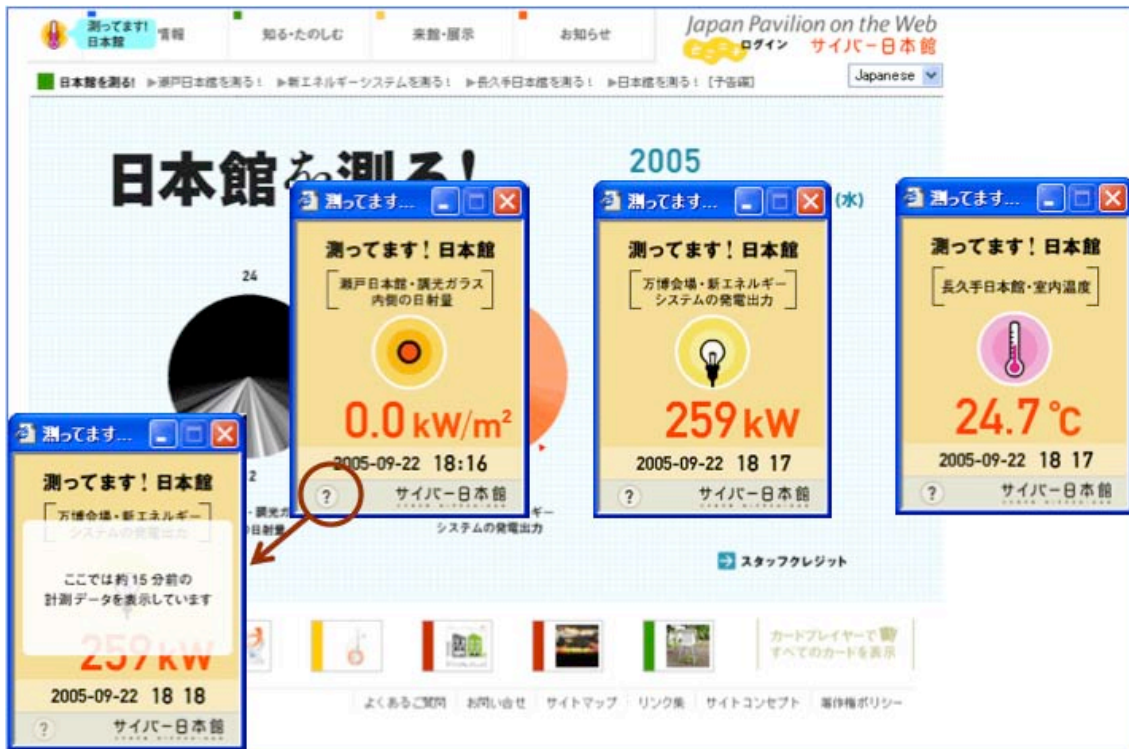 測ってます!
日本館
情報
知る・たのしむ
来館・展示
お知らせ
Japan Pavilion on the Web
ログイン
サイバー日本館
日本館を測る!
▶瀬戸日本館を測る!
▶新エネルギーシステムを測る!
▶長久手日本館を測る!
▶日本館を測る!【予告編】
Japanese
日本館を測る!
2005
(水)
24
測ってます...
測ってます!日本館
瀬戸日本館・調光ガラス
内側の日射量
0.0 kW/m²
2005-09-22 18:16
?
サイバー日本館
測ってます...
測ってます!日本館
万博会場・新エネルギー
システムの発電出力
259 kW
2005-09-22 18 17
?
サイバー日本館
測ってます...
測ってます!日本館
長久手日本館・室内温度
24.7 ℃
2005-09-22 18 17
?
サイバー日本館
2
調光ガ
の日射量
ギー
システムの発電出力
スタッフクレジット
測ってます...
測ってます!日本館
万博会場・新エネルギー
システムの発電出力
ここでは約15分前の
計測データを表示しています
259 kW
2005-09-22 18 18
?
サイバー日本館
カードプレイヤーで
すべてのカードを表示
よくあるご質問
お問い合せ
サイトマップ
リンク集
サイトコンセプト
著作権ポリシー